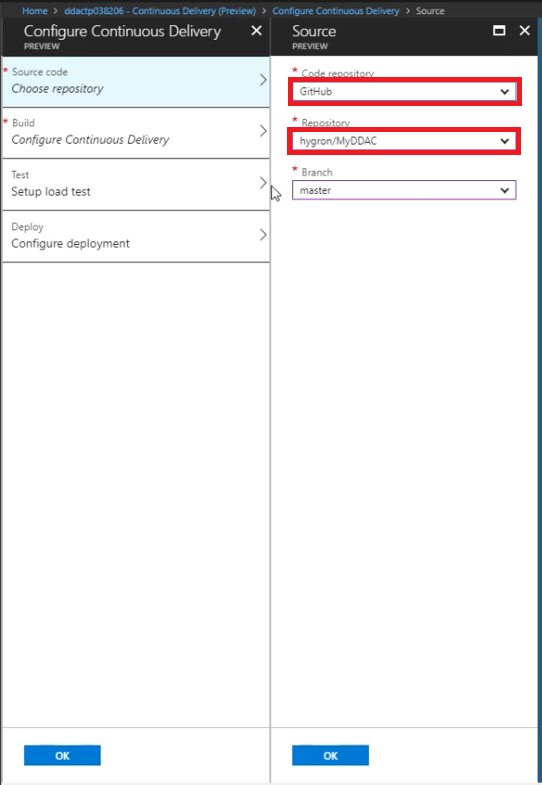 Home > ddactp038206 - Continuous Delivery (Preview) > Configure Continuous Delivery > Source
Configure Continuous Delivery
PREVIEW
* Source code
Choose repository
* Build
Configure Continuous Delivery
Test
Setup load test
Deploy
Configure deployment
OK
Source
PREVIEW
* Code repository
GitHub
* Repository
hygron/MyDDAC
* Branch
master
OK